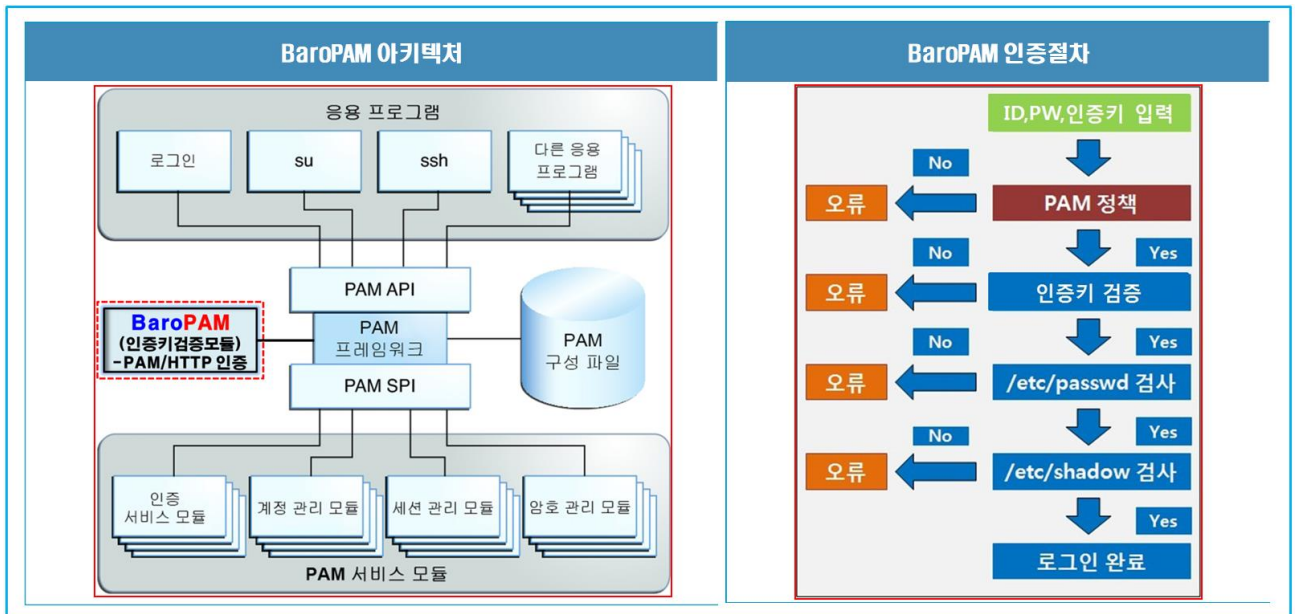 BaroPAM 아키텍처
응용 프로그램
로그인
su
ssh
다른 응용
프로그램
PAM API
BaroPAM
(인증키검증모듈)
-PAM/HTTP 인증
PAM
프레임워크
PAM
구성 파일
PAM SPI
인증
서비스 모듈
계정 관리 모듈
세션 관리 모듈
암호 관리 모듈
PAM 서비스 모듈
BaroPAM 인증절차
ID,PW,인증키 입력
No
오류
PAM 정책
No
Yes
오류
인증키 검증
No
Yes
오류
/etc/passwd 검사
No
Yes
오류
/etc/shadow 검사
Yes
로그인 완료